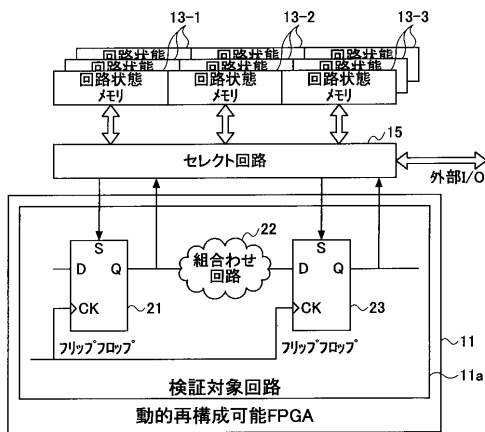 13-1 13-2 13-3
回路状態 回路状態 回路状態
回路状態 回路状態 回路状態
回路状態 回路状態 回路状態
メモリ メモリ メモリ
15
セレクト回路
外部I/O
22
S S
D Q 組合わせ D Q
回路
CK CK
21 23
フリップフロップ フリップフロップ
11
検証対象回路
11a
動的再構成可能FPGA